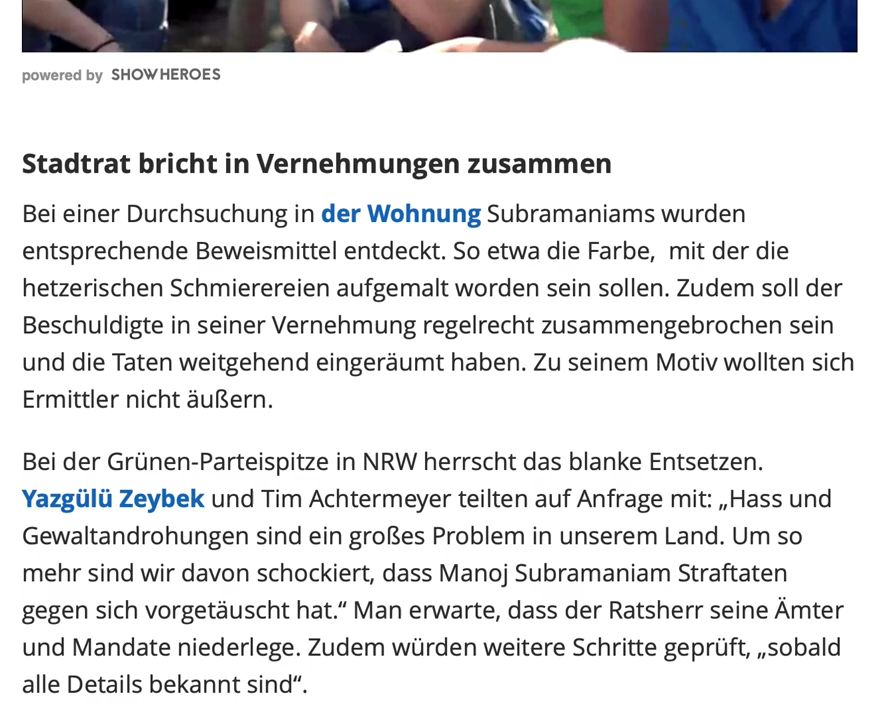 powered by SHOWHEROES
Stadtrat bricht in Vernehmungen zusammen
Bei einer Durchsuchung in der Wohnung Subramaniams wurden
entsprechende Beweismittel entdeckt. So etwa die Farbe,  mit der die
hetzerischen Schmierereien aufgemalt worden sein sollen. Zudem soll der
Beschuldigte in seiner Vernehmung regelrecht zusammengebrochen sein
und die Taten weitgehend eingeräumt haben. Zu seinem Motiv wollten sich
Ermittler nicht äußern.
Bei der Grünen-Parteispitze in NRW herrscht das blanke Entsetzen.
Yazgülü Zeybek und Tim Achtermeyer teilten auf Anfrage mit: „Hass und
Gewaltandrohungen sind ein großes Problem in unserem Land. Um so
mehr sind wir davon schockiert, dass Manoj Subramaniam Straftaten
gegen sich vorgetäuscht hat.“ Man erwarte, dass der Ratsherr seine Ämter
und Mandate niederlege. Zudem würden weitere Schritte geprüft, „sobald
alle Details bekannt sind“.